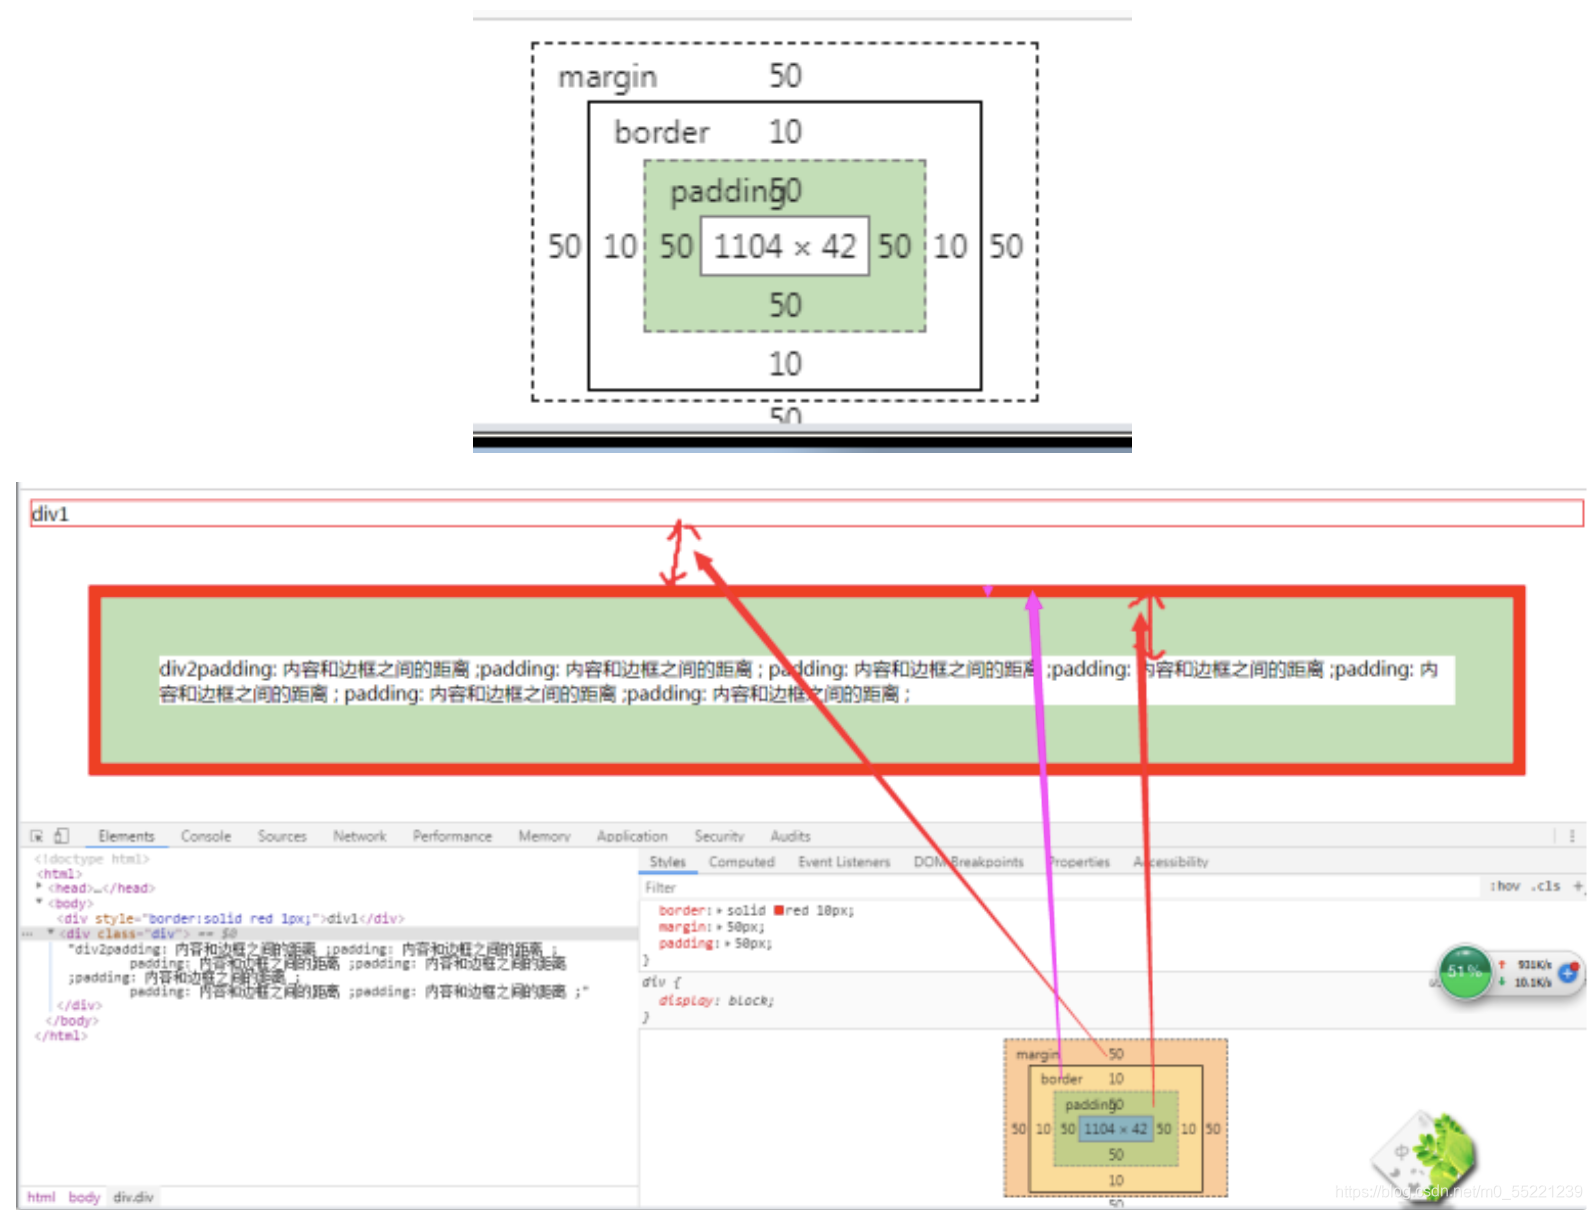 margin 50
border 10
padding 50
50 10 50 1104 × 42 50 10 50
50
10
50
div1
div2padding: 内容和边框之间的距离 ;padding: 内容和边框之间的距离 ; padding: 内容和边框之间的距离 ;padding: 内容和边框之间的距离 ;padding: 内
容和边框之间的距离 ; padding: 内容和边框之间的距离 ;padding: 内容和边框之间的距离 ;
Elements Console Sources Network Performance Memory Application Security Audits
<!doctype html>
<html>
<head>…</head>
<body>
<div style="border:solid red 1px;">div1</div>
<div class="div"> == $0
"div2padding: 内容和边框之间的距离 ;padding: 内容和边框之间的距离 ;
padding: 内容和边框之间的距离 ;padding: 内容和边框之间的距离
;padding: 内容和边框之间的距离 ;
padding: 内容和边框之间的距离 ;padding: 内容和边框之间的距离 ;"
</div>
</body>
</html>
html body div.div
Styles Computed Event Listeners DOM Breakpoints Properties Accessibility
Filter :hov .cls +
border: solid red 10px;
margin: 50px;
padding: 50px;
}
div {
display: block;
}
51% 931K/s
10.1K/s
margin 50
border 10
padding 50
50 10 50 1104 × 42 50 10 50
50
10
50
中
https://blog.csdn.net/m0_55221239